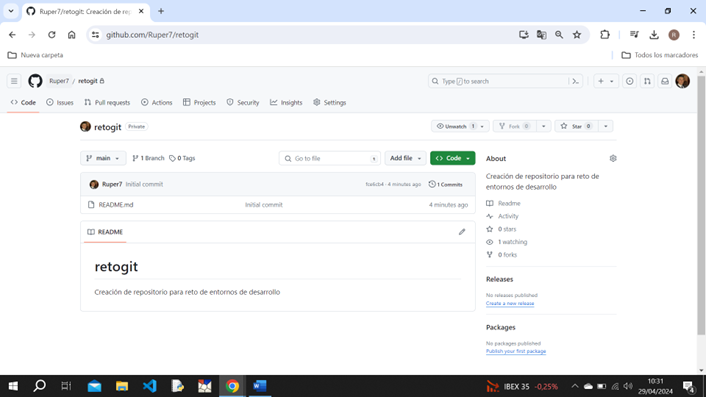 Ruper7/retogit: Creación de rep
github.com/Ruper7/retogit
Nueva carpeta
Todos los marcadores
Ruper7 / retogit
Type / to search
Code Issues Pull requests Actions Projects Security Insights Settings
retogit Private
Unwatch 1 Fork 0 Star 0
main 1 Branch 0 Tags Go to file t Add file Code
About
Creación de repositorio para reto de
entornos de desarrollo
Ruper7 Initial commit 4 minutes ago 1 Commits
README.md Initial commit 4 minutes ago
Readme
Activity
0 stars
1 watching
0 forks
README
retogit
Creación de repositorio para reto de entornos de desarrollo
Releases
No releases published
Create a new release
Packages
No packages published
Publish your first package
IBEX 35 -0,25%
10:31
29/04/2024
4